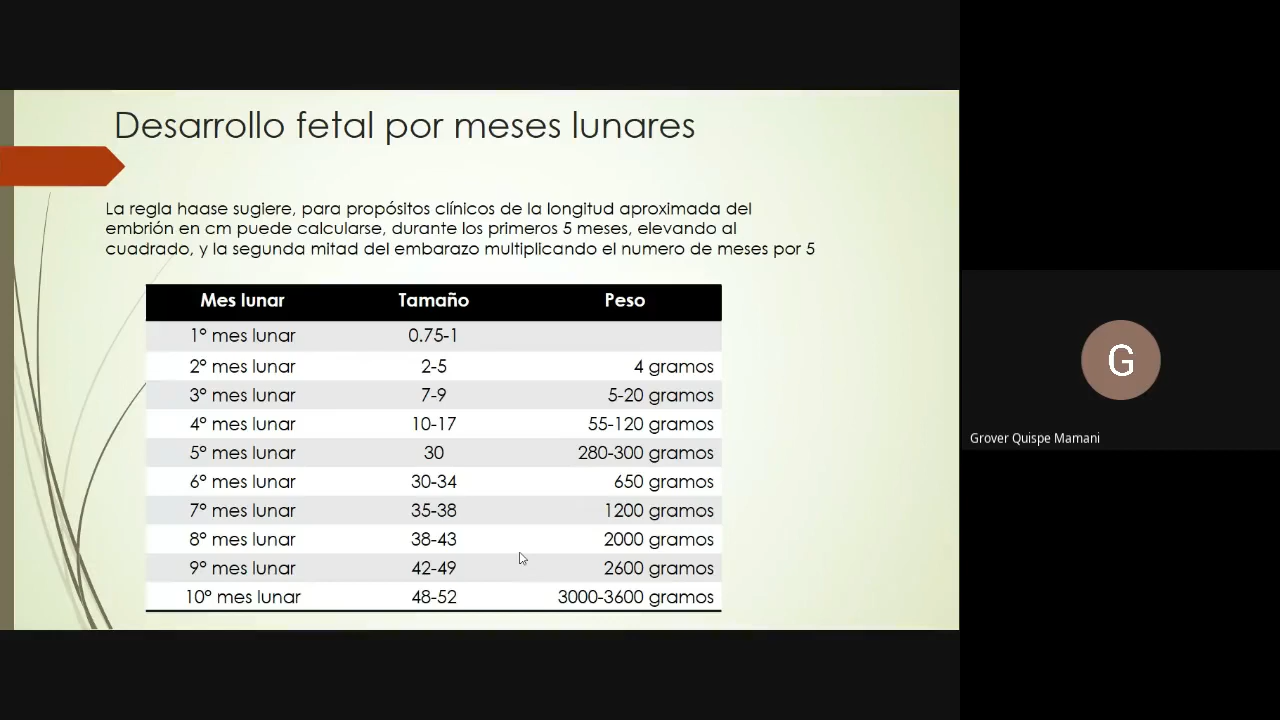 Desarrollo fetal por meses lunares
La regla haase sugiere, para propósitos clínicos de la longitud aproximada del
embrión en cm puede calcularse, durante los primeros 5 meses, elevando al
cuadrado, y la segunda mitad del embarazo multiplicando el numero de meses por 5
Mes lunar Tamaño Peso
1° mes lunar 0.75-1
2° mes lunar 2-5 4 gramos
3° mes lunar 7-9 5-20 gramos
4° mes lunar 10-17 55-120 gramos
5° mes lunar 30 280-300 gramos
6° mes lunar 30-34 650 gramos
7° mes lunar 35-38 1200 gramos
8° mes lunar 38-43 2000 gramos
9° mes lunar 42-49 2600 gramos
10° mes lunar 48-52 3000-3600 gramos
G
Grover Quispe Mamani